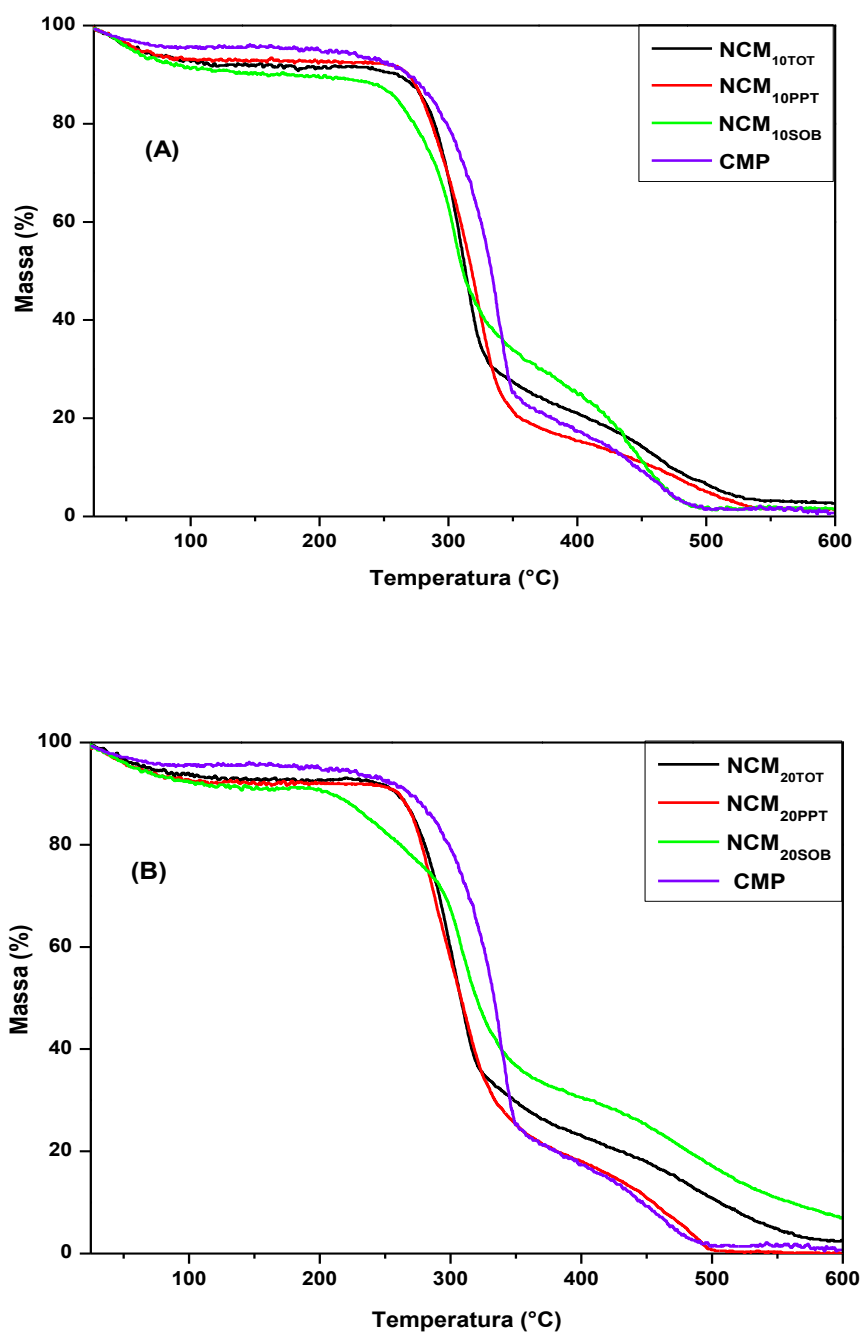 100
80
60
40
20
0
Massa (%)
(A)
NCM10TOT
NCM10PPT
NCM10SOB
CMP
100 200 300 400 500 600
Temperatura (°C)
100
80
60
40
20
0
Massa (%)
(B)
NCM20TOT
NCM20PPT
NCM20SOB
CMP
100 200 300 400 500 600
Temperatura (°C)